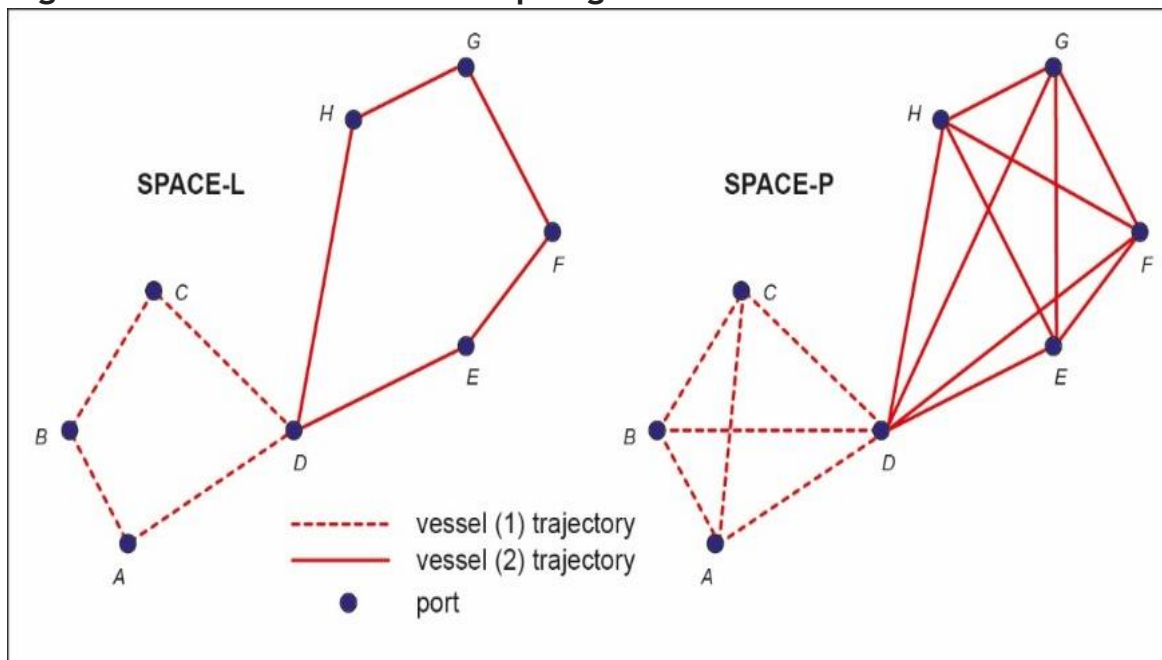 G
H
SPACE-L
F
C
E
B
D
A
G
H
SPACE-P
F
C
E
B
D
A
vessel (1) trajectory
vessel (2) trajectory
port